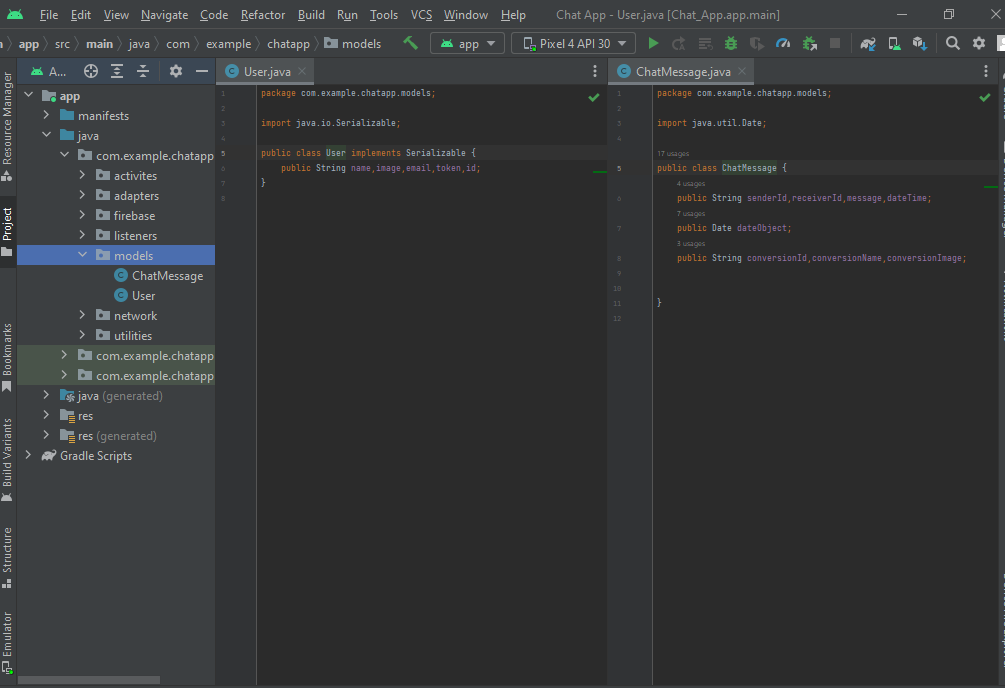 File Edit View Navigate Code Refactor Build Run Tools VCS Window Help Chat App - User.java [Chat_App.app.main]
app src main java com example chatapp models app Pixel 4 API 30
A... User.java ChatMessage.java
Resource Manager
Project
Bookmarks
Build Variants
Structure
Emulator
app
manifests
java
com.example.chatapp
activites
adapters
firebase
listeners
models
ChatMessage
User
network
utilities
com.example.chatapp
com.example.chatapp
java (generated)
res
res (generated)
Gradle Scripts
1 package com.example.chatapp.models;
2
3 import java.io.Serializable;
4
5 public class User implements Serializable {
6 public String name,image,email,token,id;
7 }
8
1 package com.example.chatapp.models;
2
3 import java.util.Date;
4
17 usages
5 public class ChatMessage {
4 usages
6 public String senderId,receiverId,message,dateTime;
7 usages
7 public Date dateObject;
3 usages
8 public String conversionId,conversionName,conversionImage;
9
10
11 }
12